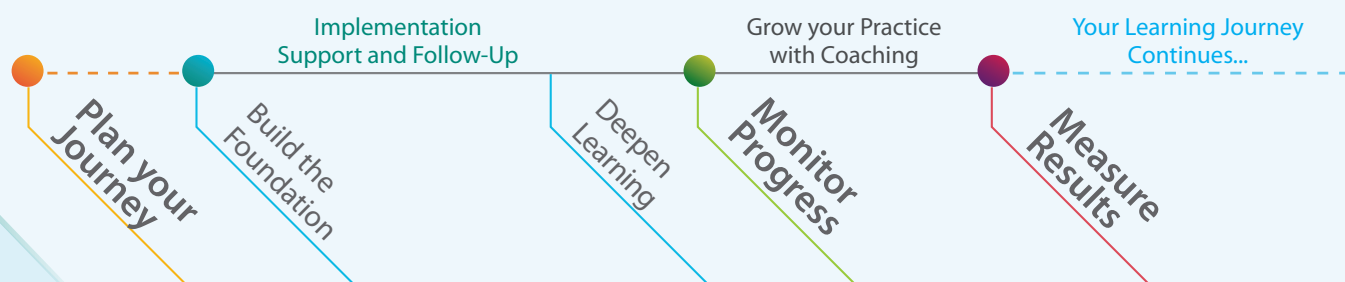 Implementation
Support and Follow-Up
Grow your Practice
with Coaching
Your Learning Journey
Continues...
Plan your
Journey
Build the
Foundation
Deepen
Learning
Monitor
Progress
Measure
Results